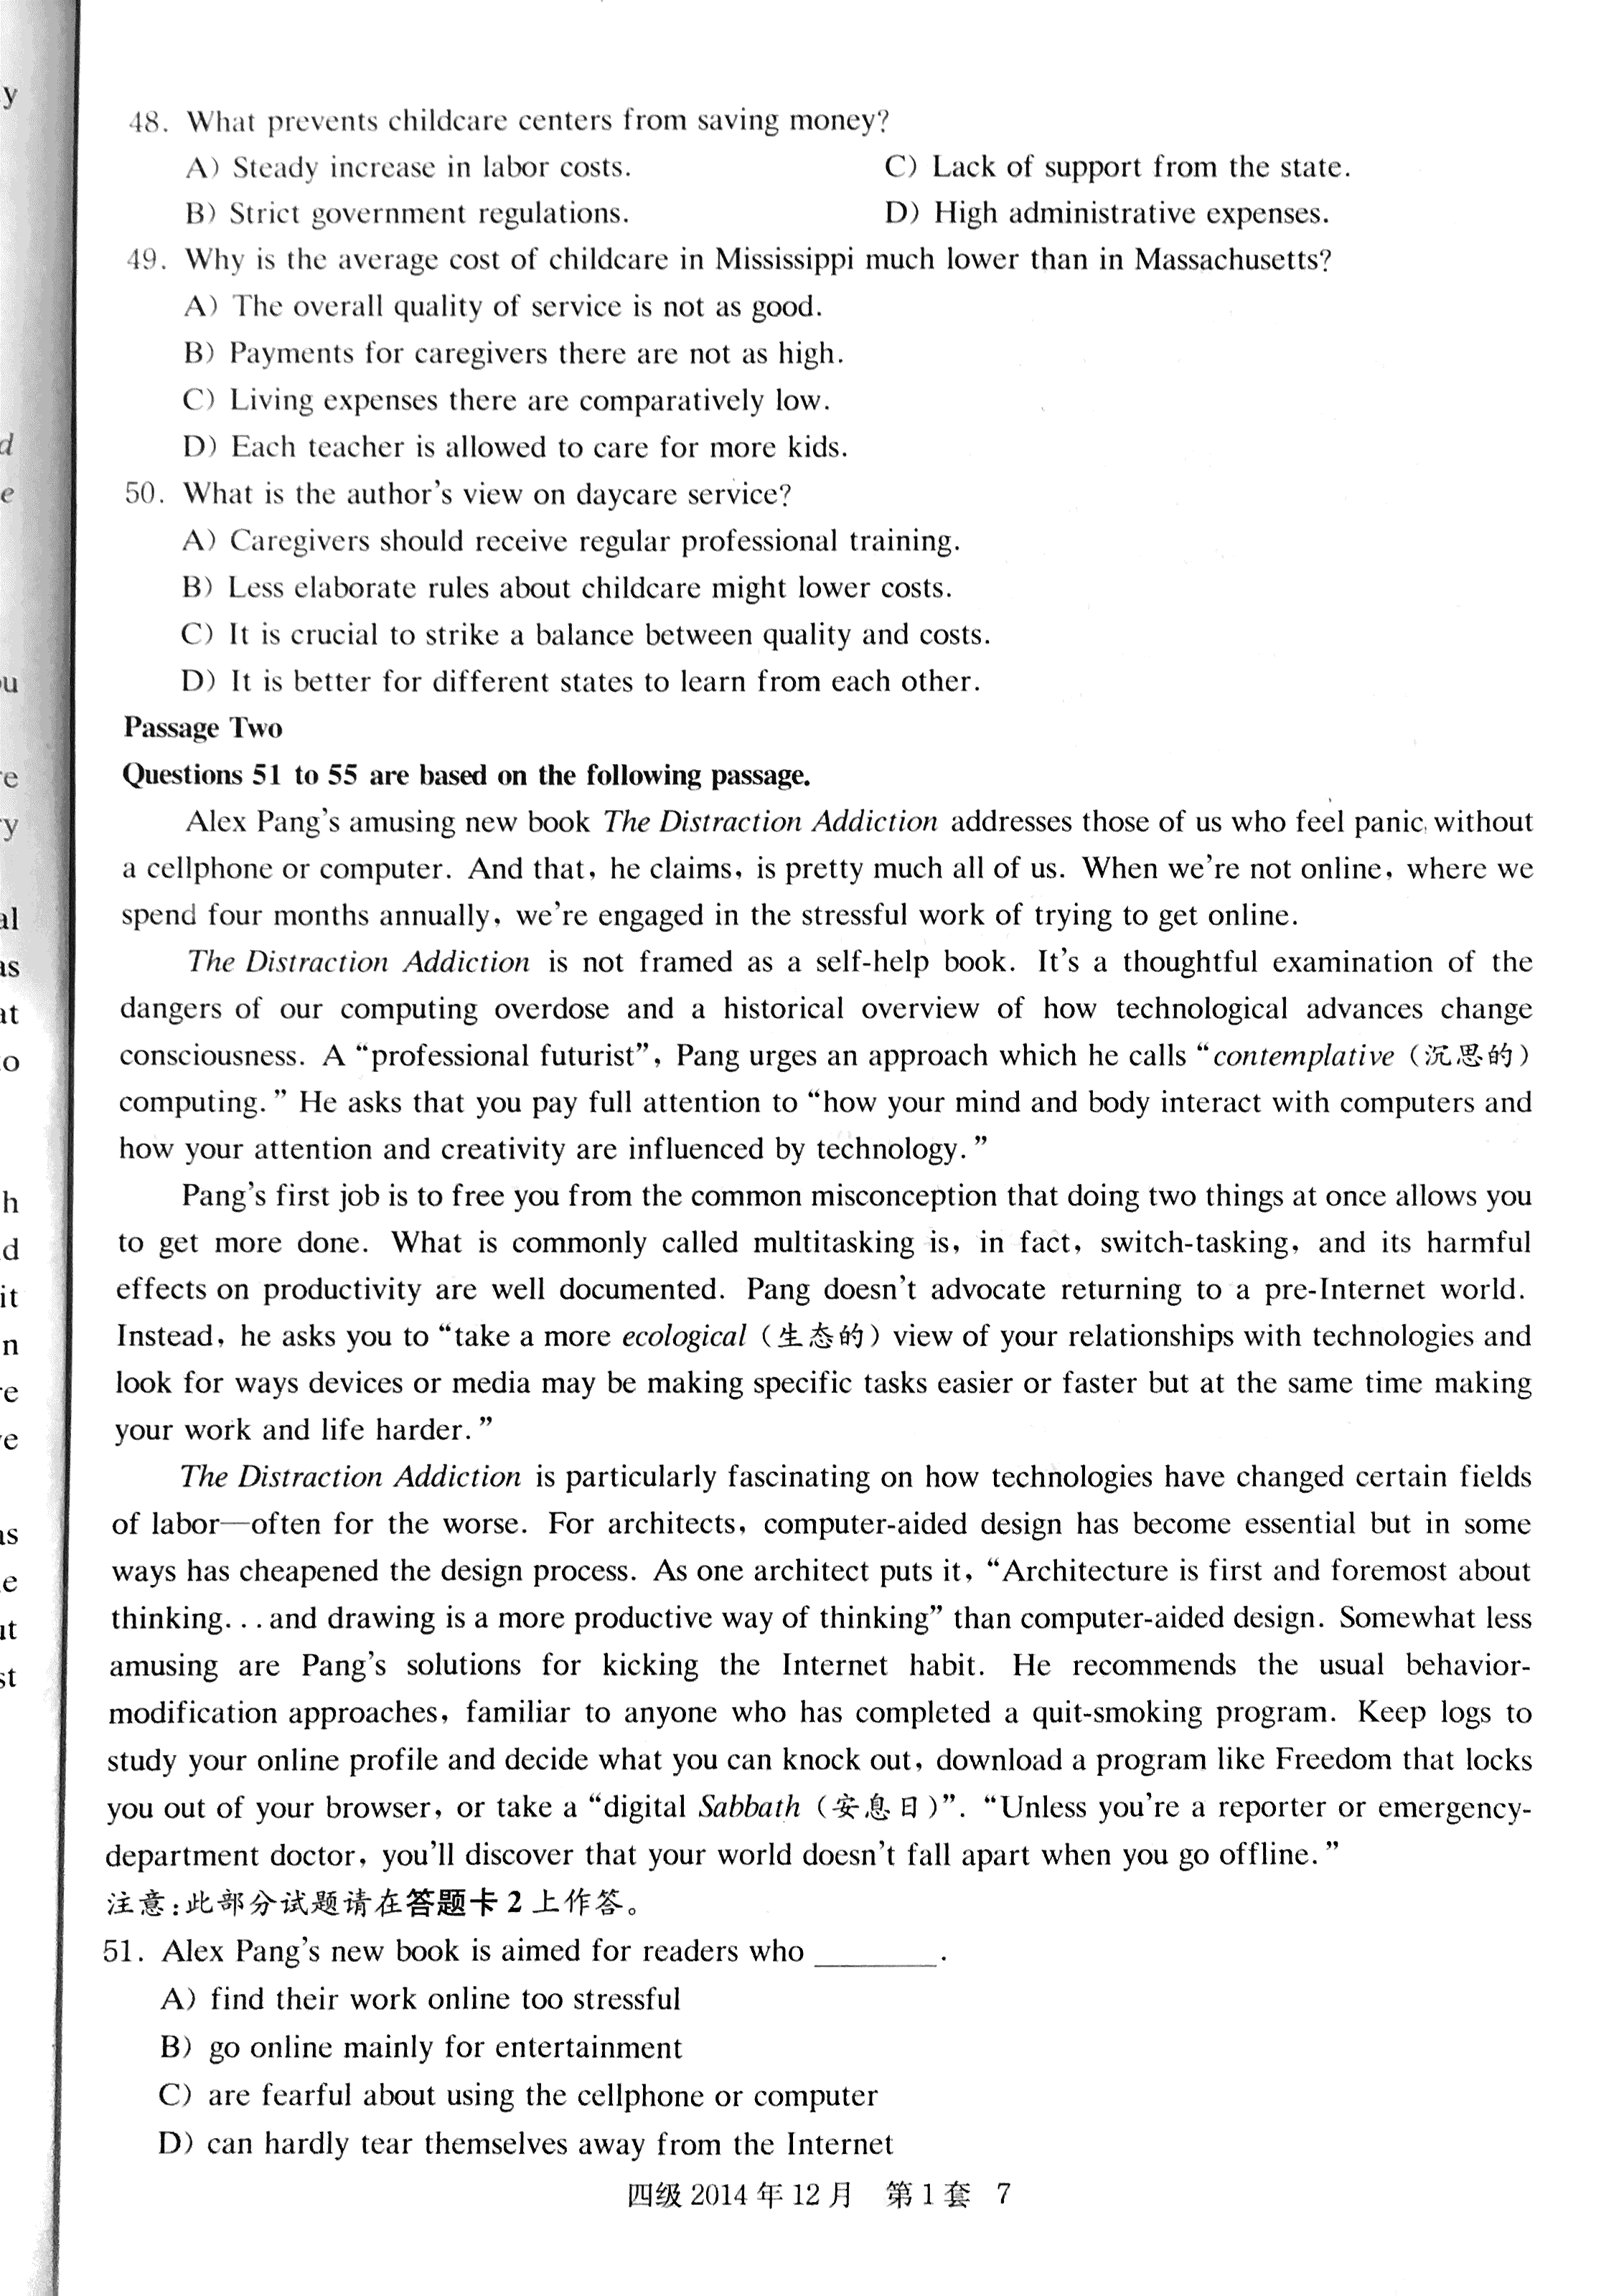 48. What prevents childcare centers from saving money?
A) Steady increase in labor costs.
C) Lack of support from the state.
B) Strict government regulations.
D) High administrative expenses.
49. Why is the average cost of childcare in Mississippi much lower than in Massachusetts?
A) The overall quality of service is not as good.
B) Payments for caregivers there are not as high.
C) Living expenses there are comparatively low.
D) Each teacher is allowed to care for more kids.
50. What is the author's view on daycare service?
A) Caregivers should receive regular professional training.
B) Less elaborate rules about childcare might lower costs.
C) It is crucial to strike a balance between quality and costs.
D) It is better for different states to learn from each other.
Passage Two
Questions 51 to 55 are based on the following passage.
Alex Pang's amusing new book The Distraction Addiction addresses those of us who feel panic without
a cellphone or computer. And that, he claims, is pretty much all of us. When we're not online, where we
spend four months annually, we're engaged in the stressful work of trying to get online.
The Distraction Addiction is not framed as a self-help book. It's a thoughtful examination of the
dangers of our computing overdose and a historical overview of how technological advances change
consciousness. A “professional futurist”, Pang urges an approach which he calls “contemplative（沉思的）
computing.” He asks that you pay full attention to “how your mind and body interact with computers and
how your attention and creativity are influenced by technology.”
Pang's first job is to free you from the common misconception that doing two things at once allows you
to get more done. What is commonly called multitasking is, in fact, switch-tasking, and its harmful
effects on productivity are well documented. Pang doesn't advocate returning to a pre-Internet world.
Instead, he asks you to “take a more ecological（生态的）view of your relationships with technologies and
look for ways devices or media may be making specific tasks easier or faster but at the same time making
your work and life harder.”
The Distraction Addiction is particularly fascinating on how technologies have changed certain fields
of labor—often for the worse. For architects, computer-aided design has become essential but in some
ways has cheapened the design process. As one architect puts it, “Architecture is first and foremost about
thinking...and drawing is a more productive way of thinking” than computer-aided design. Somewhat less
amusing are Pang's solutions for kicking the Internet habit. He recommends the usual behavior-
modification approaches, familiar to anyone who has completed a quit-smoking program. Keep logs to
study your online profile and decide what you can knock out, download a program like Freedom that locks
you out of your browser, or take a “digital Sabbath（安息日）”. “Unless you're a reporter or emergency-
department doctor, you'll discover that your world doesn't fall apart when you go offline.”
注意:此部分试题请在答题卡 2 上作答。
51. Alex Pang's new book is aimed for readers who ________.
A) find their work online too stressful
B) go online mainly for entertainment
C) are fearful about using the cellphone or computer
D) can hardly tear themselves away from the Internet
四级 2014 年 12 月 第 1 套 7